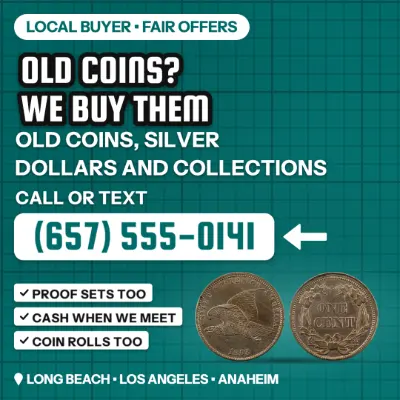 LOCAL BUYER • FAIR OFFERS
OLD COINS?
WE BUY THEM
OLD COINS, SILVER
DOLLARS AND COLLECTIONS
CALL OR TEXT
(657) 555-0141
✓ PROOF SETS TOO
✓ CASH WHEN WE MEET
✓ COIN ROLLS TOO
ONE
CENT
LONG BEACH • LOS ANGELES • ANAHEIM